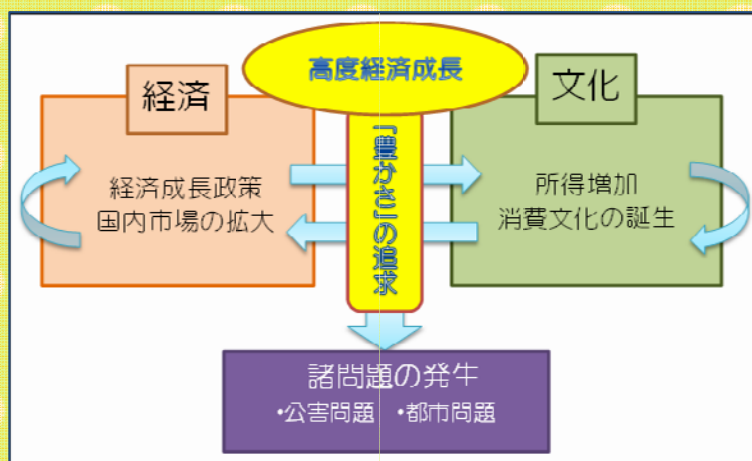 高度経済成長
経済
経済成長政策
国内市場の拡大
「豊かさ」の追求
文化
所得増加
消費文化の誕生
諸問題の発生
・公害問題 ・都市問題